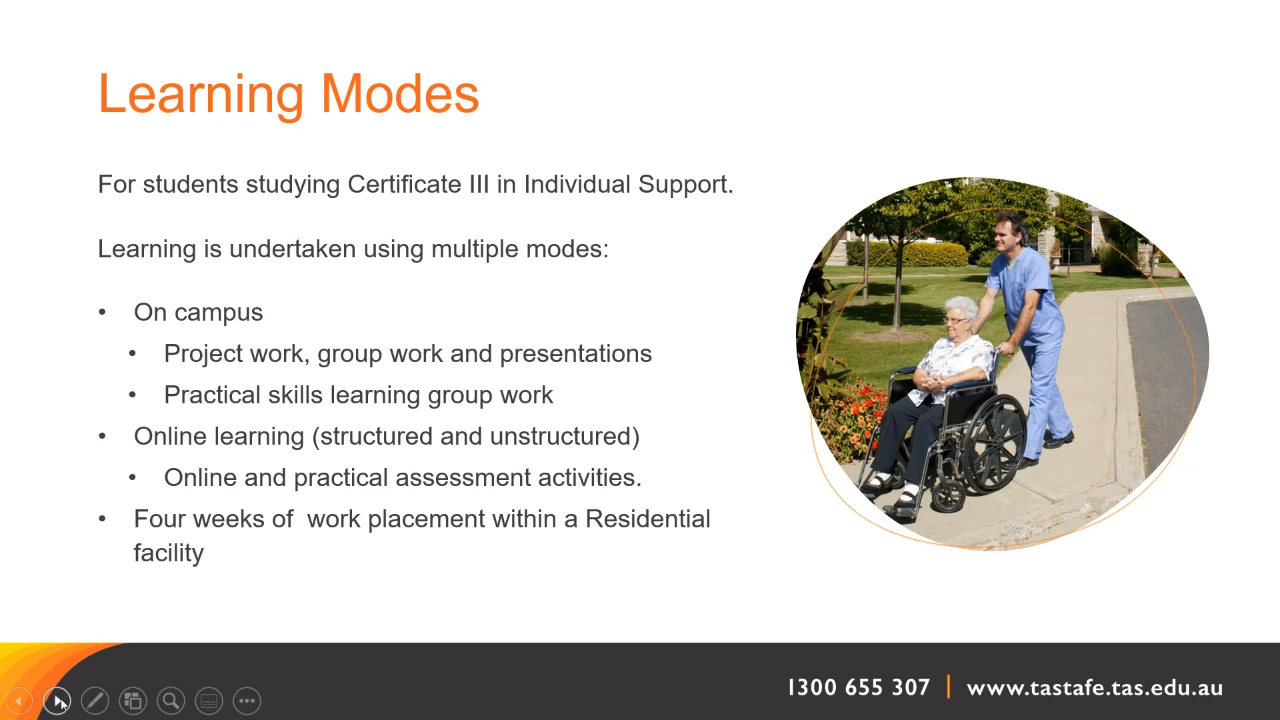 Learning Modes
For students studying Certificate III in Individual Support.
Learning is undertaken using multiple modes:
• On campus
• Project work, group work and presentations
• Practical skills learning group work
• Online learning (structured and unstructured)
• Online and practical assessment activities.
• Four weeks of  work placement within a Residential
facility
1300 655 307 | www.tastafe.tas.edu.au